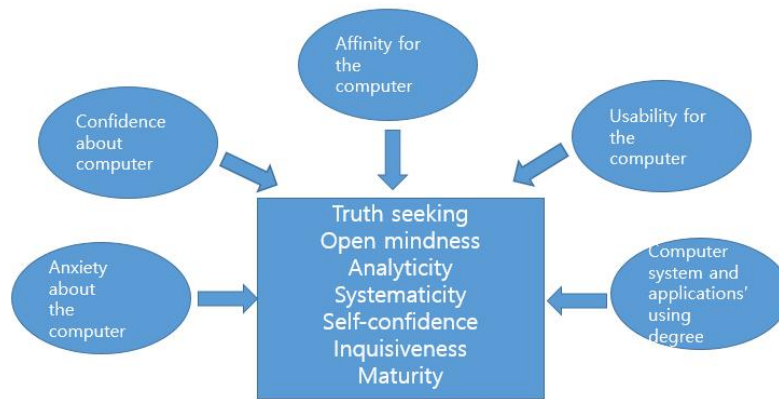 Affinity for
the
computer
Confidence
about
computer
Usability for
the
computer
Anxiety
about
the
computer
Truth seeking
Open mindness
Analyticity
Systematicity
Self-confidence
Inquisiveness
Maturity
Computer
system and
applications’
using
degree